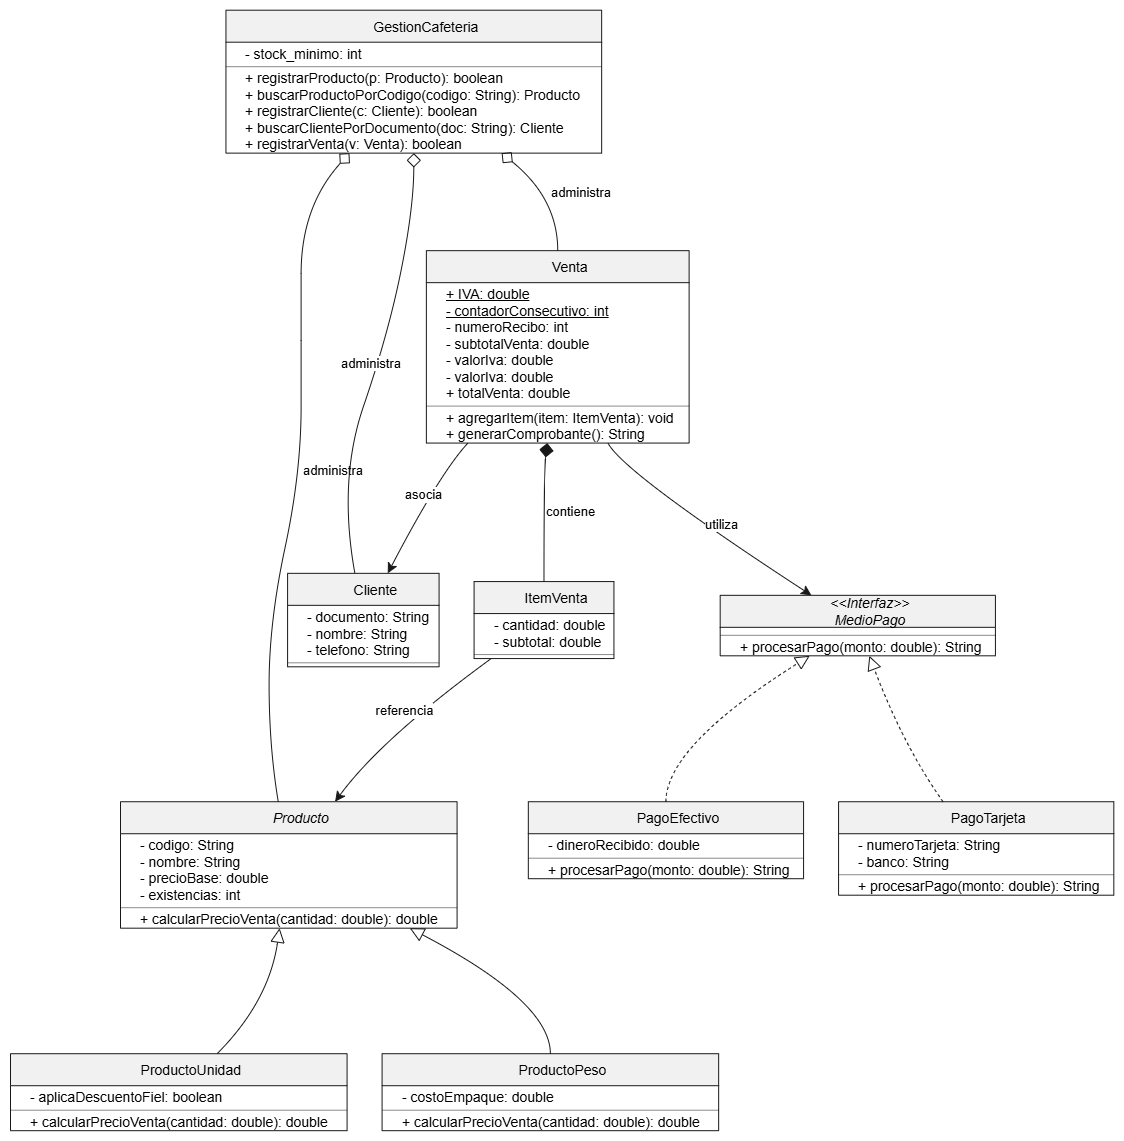 GestionCafeteria
- stock_minimo: int
+ registrarProducto(p: Producto): boolean
+ buscarProductoPorCodigo(codigo: String): Producto
+ registrarCliente(c: Cliente): boolean
+ buscarClientePorDocumento(doc: String): Cliente
+ registrarVenta(v: Venta): boolean
administra
Venta
+ IVA: double
- contadorConsecutivo: int
- numeroRecibo: int
- subtotalVenta: double
- valorIva: double
- valorIva: double
+ totalVenta: double
+ agregarItem(item: ItemVenta): void
+ generarComprobante(): String
administra
administra
asocia
contiene
utiliza
Cliente
- documento: String
- nombre: String
- telefono: String
ItemVenta
- cantidad: double
- subtotal: double
<<Interfaz>>
MedioPago
+ procesarPago(monto: double): String
referencia
Producto
- codigo: String
- nombre: String
- precioBase: double
- existencias: int
+ calcularPrecioVenta(cantidad: double): double
PagoEfectivo
- dineroRecibido: double
+ procesarPago(monto: double): String
PagoTarjeta
- numeroTarjeta: String
- banco: String
+ procesarPago(monto: double): String
ProductoUnidad
- aplicaDescuentoFiel: boolean
+ calcularPrecioVenta(cantidad: double): double
ProductoPeso
- costoEmpaque: double
+ calcularPrecioVenta(cantidad: double): double